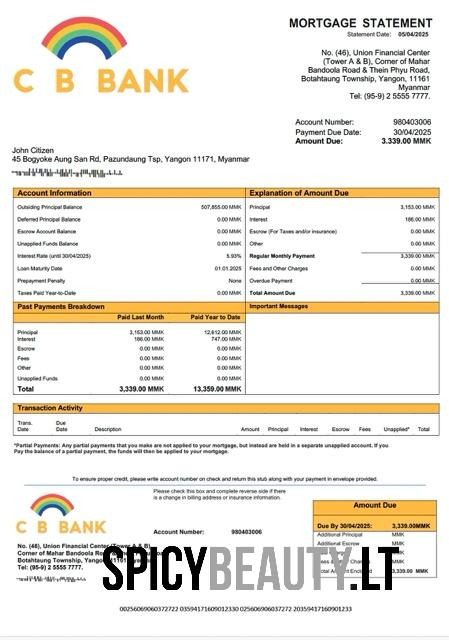 MORTGAGE STATEMENT
Statement Date: 05/04/2025
C B BANK
No. (46), Union Financial Center
(Tower A & B), Corner of Mahar
Bandoola Road & Thein Phyu Road,
Botahtaung Township, Yangon, 11161
Myanmar
Tel: (95-9) 2 5555 7777.
Account Number: 980403006
Payment Due Date: 30/04/2025
Amount Due: 3.339.00 MMK
John Citizen
45 Bogyoke Aung San Rd, Pazundaung Tsp, Yangon 11171, Myanmar
Account Information
Outsiding Principal Balance 507,855.00 MMK
Deferred Principal Balance 0.00 MMK
Escrow Account Balance 0.00 MMK
Unapplied Funds Balance 0.00 MMK
Interest Rate (until 30/04/2025) 5.93%
Loan Maturity Date 01.01.2025
Prepayment Penalty None
Taxes Paid Year-to-Date 0.00 MMK
Explanation of Amount Due
Principal 3,153.00 MMK
Interest 186.00 MMK
Escrow (For Taxes and/or insurance) 0.00 MMK
Other 0.00 MMK
Regular Monthly Payment 3,339.00 MMK
Fees and Other Charges 0.00 MMK
Overdue Payment 0.00 MMK
Total Amount Due 3,339.00 MMK
Past Payments Breakdown
Paid Last Month Paid Year to Date
Principal 3,153.00 MMK 12,612.00 MMK
Interest 186.00 MMK 747.00 MMK
Escrow 0.00 MMK 0.00 MMK
Fees 0.00 MMK 0.00 MMK
Other 0.00 MMK 0.00 MMK
Unapplied Funds 0.00 MMK 0.00 MMK
Total 3,339.00 MMK 13,359.00 MMK
Important Messages
Transaction Activity
Trans. Date Due Date Description Amount Principal Interest Escrow Fees Unapplied* Total
*Partial Payments: Any partial payments that you make are not applied to your mortgage, but instead are held in a separate unapplied account. If you
Pay the balance of a partial payment, the funds will then be applied to your mortgage.
To ensure proper credit, please write account number on check and return this stub along with your payment in envelope provided.
Please check this box and complete reverse side if there
is a change in billing address or insurance information.
C B BANK
Account Number: 980403006
No. (46), Union Financial Center (Tower A & B),
Corner of Mahar Bandoola Road
Botahtaung Township, Yangon
Myanmar
Tel: (95-9) 2 5555 7777.
Amount Due
Due By 30/04/2025: 3,339.00MMK
Additional Principal MMK
Additional Escrow
Total Amount Enclosed 3,339.00 MMK
SPICYBEAUTY.LT
00256069060372722 03594171609012330 025606906372272 20359417160901233